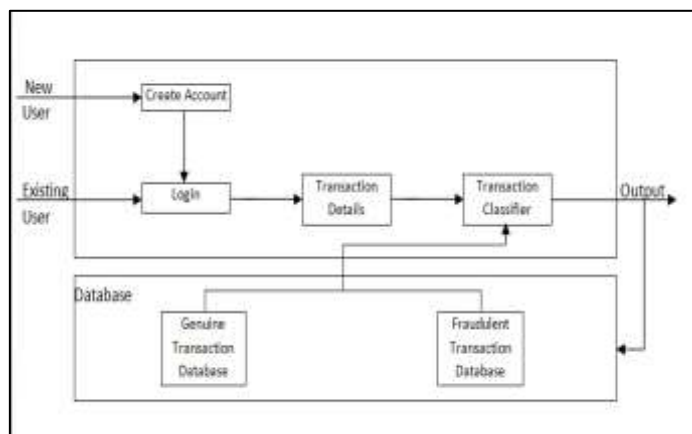 New
User
Create Account
Existing
User
Login
Transaction
Details
Transaction
Classifier
Output
Database
Genuine
Transaction
Database
Fraudulent
Transaction
Database